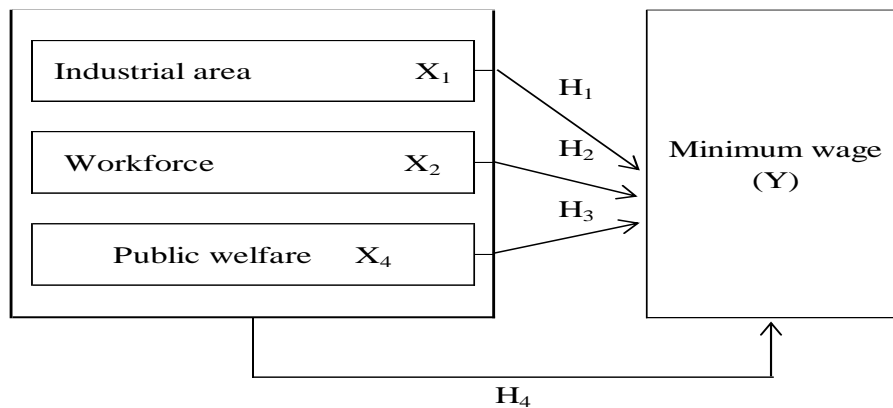 Industrial area X₁
H₁
Workforce X₂
H₂
Minimum wage
(Y)
H₃
Public welfare X₄
H₄